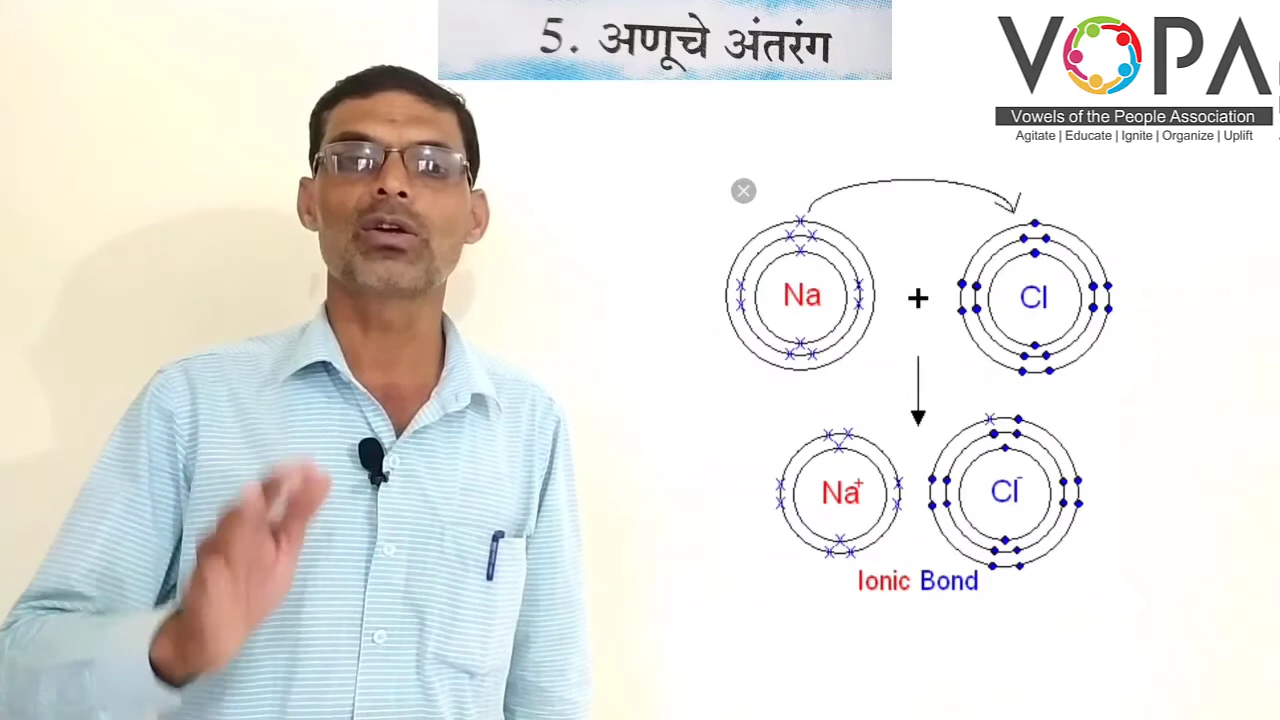 5. अणूचे अंतरंग
VOPA
Vowels of the People Association
Agitate | Educate | Ignite | Organize | Uplift
Na + Cl
Na+ Cl-
Ionic Bond